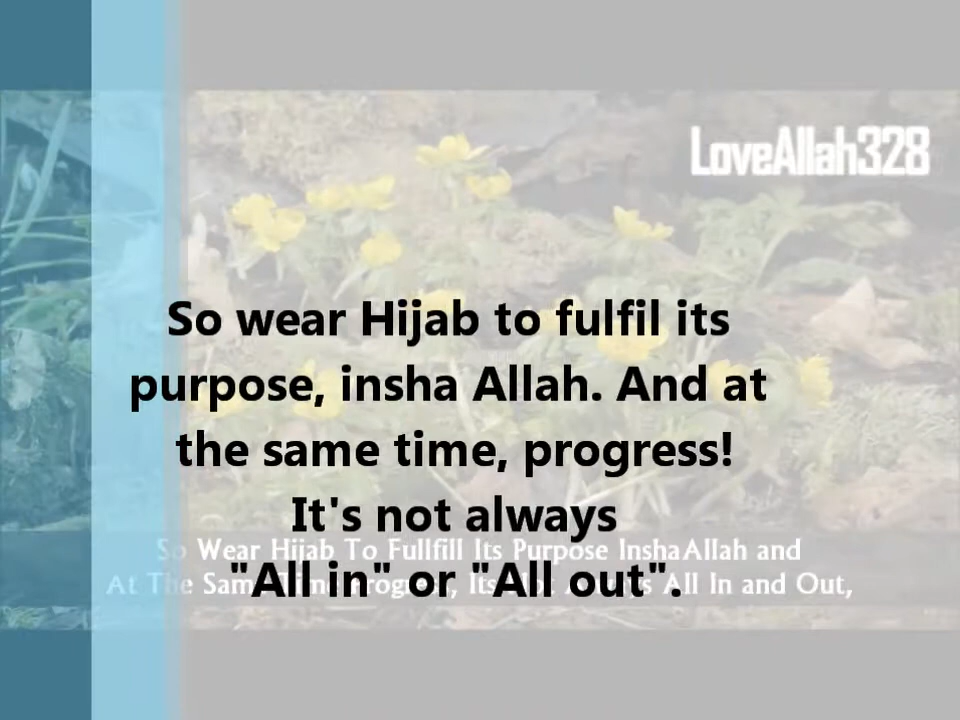 LoveAllah328
So wear Hijab to fulfil its
purpose, insha Allah. And at
the same time, progress!
It's not always
"All in" or "All out".
So Wear Hijab To Fullfill Its Purpose InshaAllah and
At The Same Time Progress, Its Not Always All In and Out,